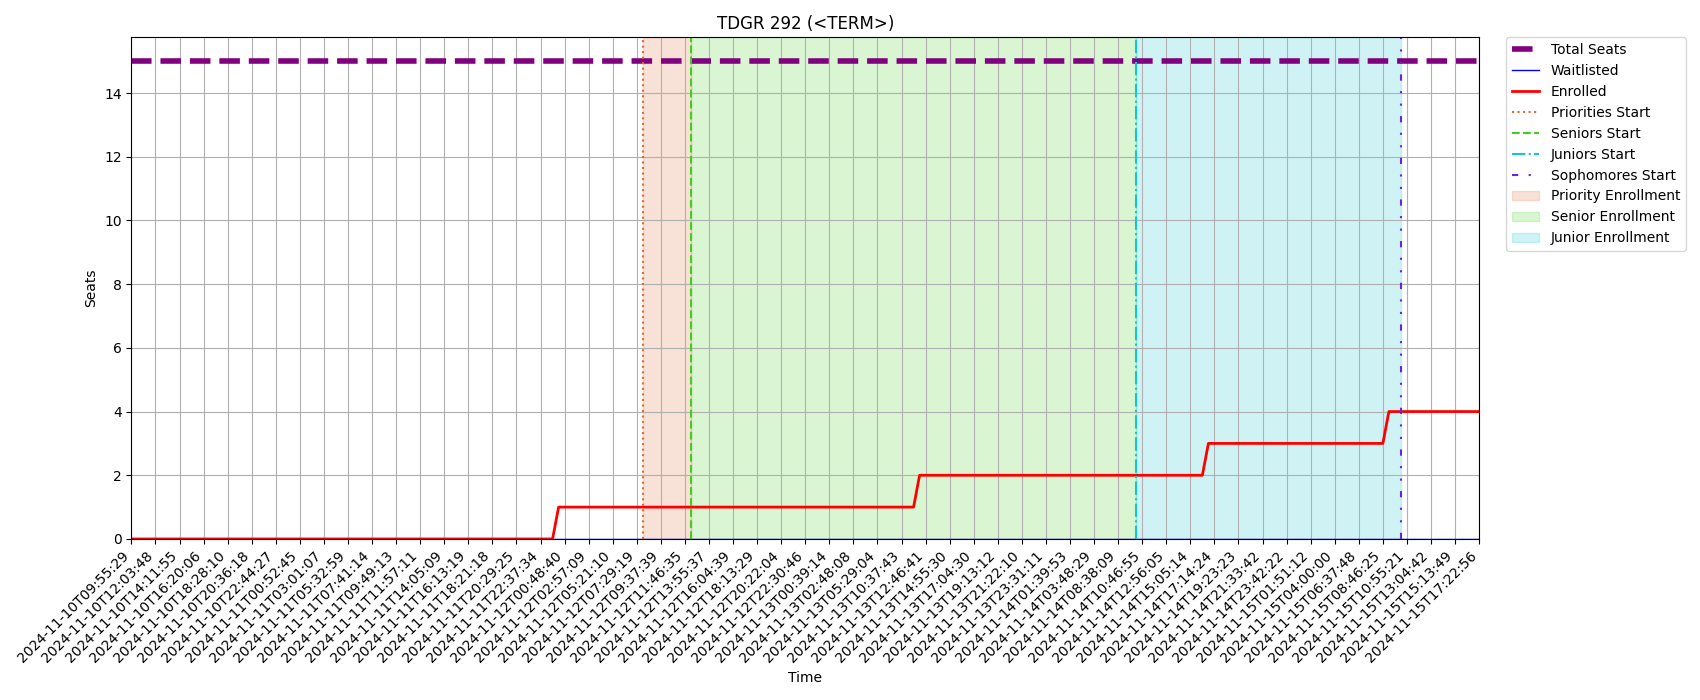 TDGR 292 (<TERM>)
Total Seats
Waitlisted
Enrolled
Priorities Start
Seniors Start
Juniors Start
Sophomores Start
Priority Enrollment
Senior Enrollment
Junior Enrollment
Seats
14
12
10
8
6
4
2
0
2024-11-10T09:55:29
2024-11-10T12:03:48
2024-11-10T14:11:55
2024-11-10T16:20:06
2024-11-10T18:28:10
2024-11-10T20:36:18
2024-11-10T22:44:27
2024-11-11T00:52:45
2024-11-11T03:01:07
2024-11-11T05:32:59
2024-11-11T07:41:14
2024-11-11T09:49:13
2024-11-11T11:57:11
2024-11-11T14:05:09
2024-11-11T16:13:19
2024-11-11T18:21:18
2024-11-11T20:29:25
2024-11-11T22:37:34
2024-11-12T00:48:40
2024-11-12T02:57:09
2024-11-12T05:21:10
2024-11-12T07:29:19
2024-11-12T09:37:39
2024-11-12T11:46:35
2024-11-12T13:55:37
2024-11-12T16:04:39
2024-11-12T18:13:29
2024-11-12T20:22:04
2024-11-12T22:30:46
2024-11-13T00:39:14
2024-11-13T02:48:08
2024-11-13T05:29:04
2024-11-13T10:37:43
2024-11-13T12:46:41
2024-11-13T14:55:30
2024-11-13T17:04:30
2024-11-13T19:13:12
2024-11-13T21:22:10
2024-11-13T23:31:11
2024-11-14T01:39:53
2024-11-14T03:48:29
2024-11-14T08:38:09
2024-11-14T10:46:55
2024-11-14T12:56:05
2024-11-14T15:05:14
2024-11-14T17:14:24
2024-11-14T19:23:23
2024-11-14T21:33:42
2024-11-14T23:42:22
2024-11-15T01:51:12
2024-11-15T04:00:00
2024-11-15T06:37:48
2024-11-15T08:46:25
2024-11-15T10:55:21
2024-11-15T13:04:42
2024-11-15T15:13:49
2024-11-15T17:22:56
Time